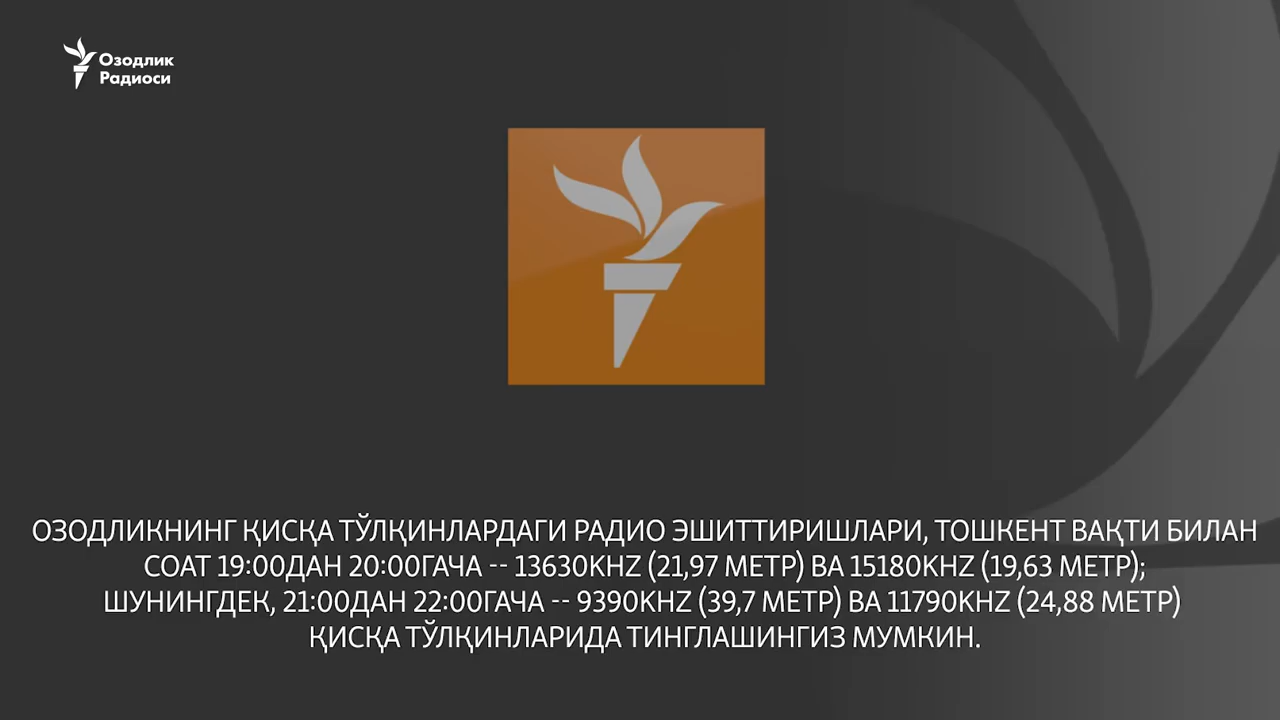 Озодлик
Радиоси
ОЗОДЛИКНИНГ ҚИСҚА ТЎЛҚИНЛАРДАГИ РАДИО ЭШИТТИРИШЛАРИ, ТОШКЕНТ ВАҚТИ БИЛАН
СОАТ 19:00ДАН 20:00ГАЧА -- 13630KHZ (21,97 МЕТР) ВА 15180KHZ (19,63 МЕТР);
ШУНИНГДЕК, 21:00ДАН 22:00ГАЧА -- 9390KHZ (39,7 МЕТР) ВА 11790KHZ (24,88 МЕТР)
ҚИСҚА ТЎЛҚИНЛАРИДА ТИНГЛАШИНГИЗ МУМКИН.